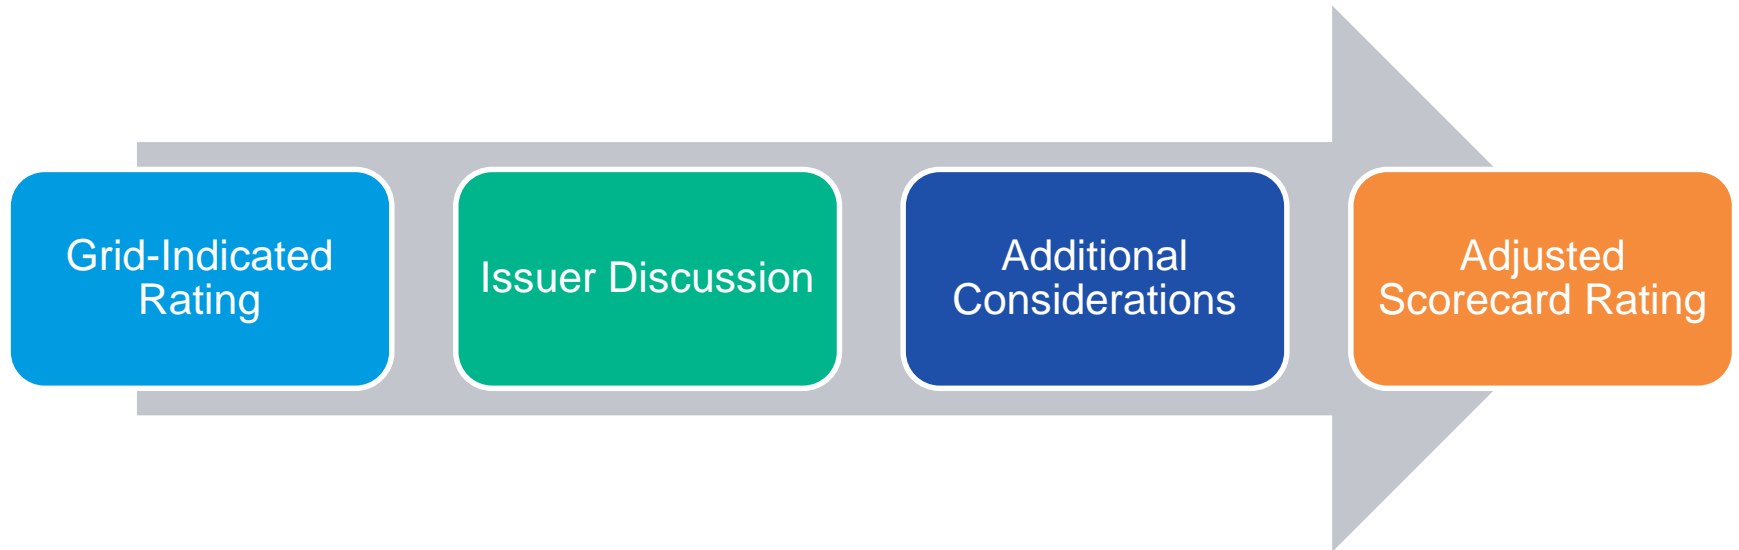 Grid-Indicated
Rating
Issuer Discussion
Additional
Considerations
Adjusted
Scorecard Rating